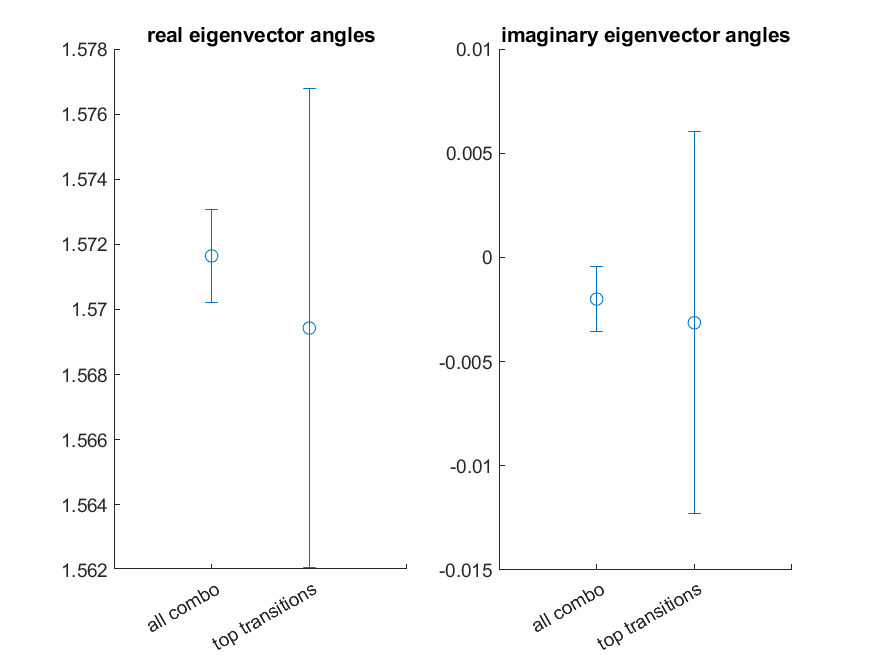 real eigenvector angles
1.578
1.576
1.574
1.572
1.57
1.568
1.566
1.564
1.562
all combo
top transitions
imaginary eigenvector angles
0.01
0.005
0
-0.005
-0.01
-0.015
all combo
top transitions